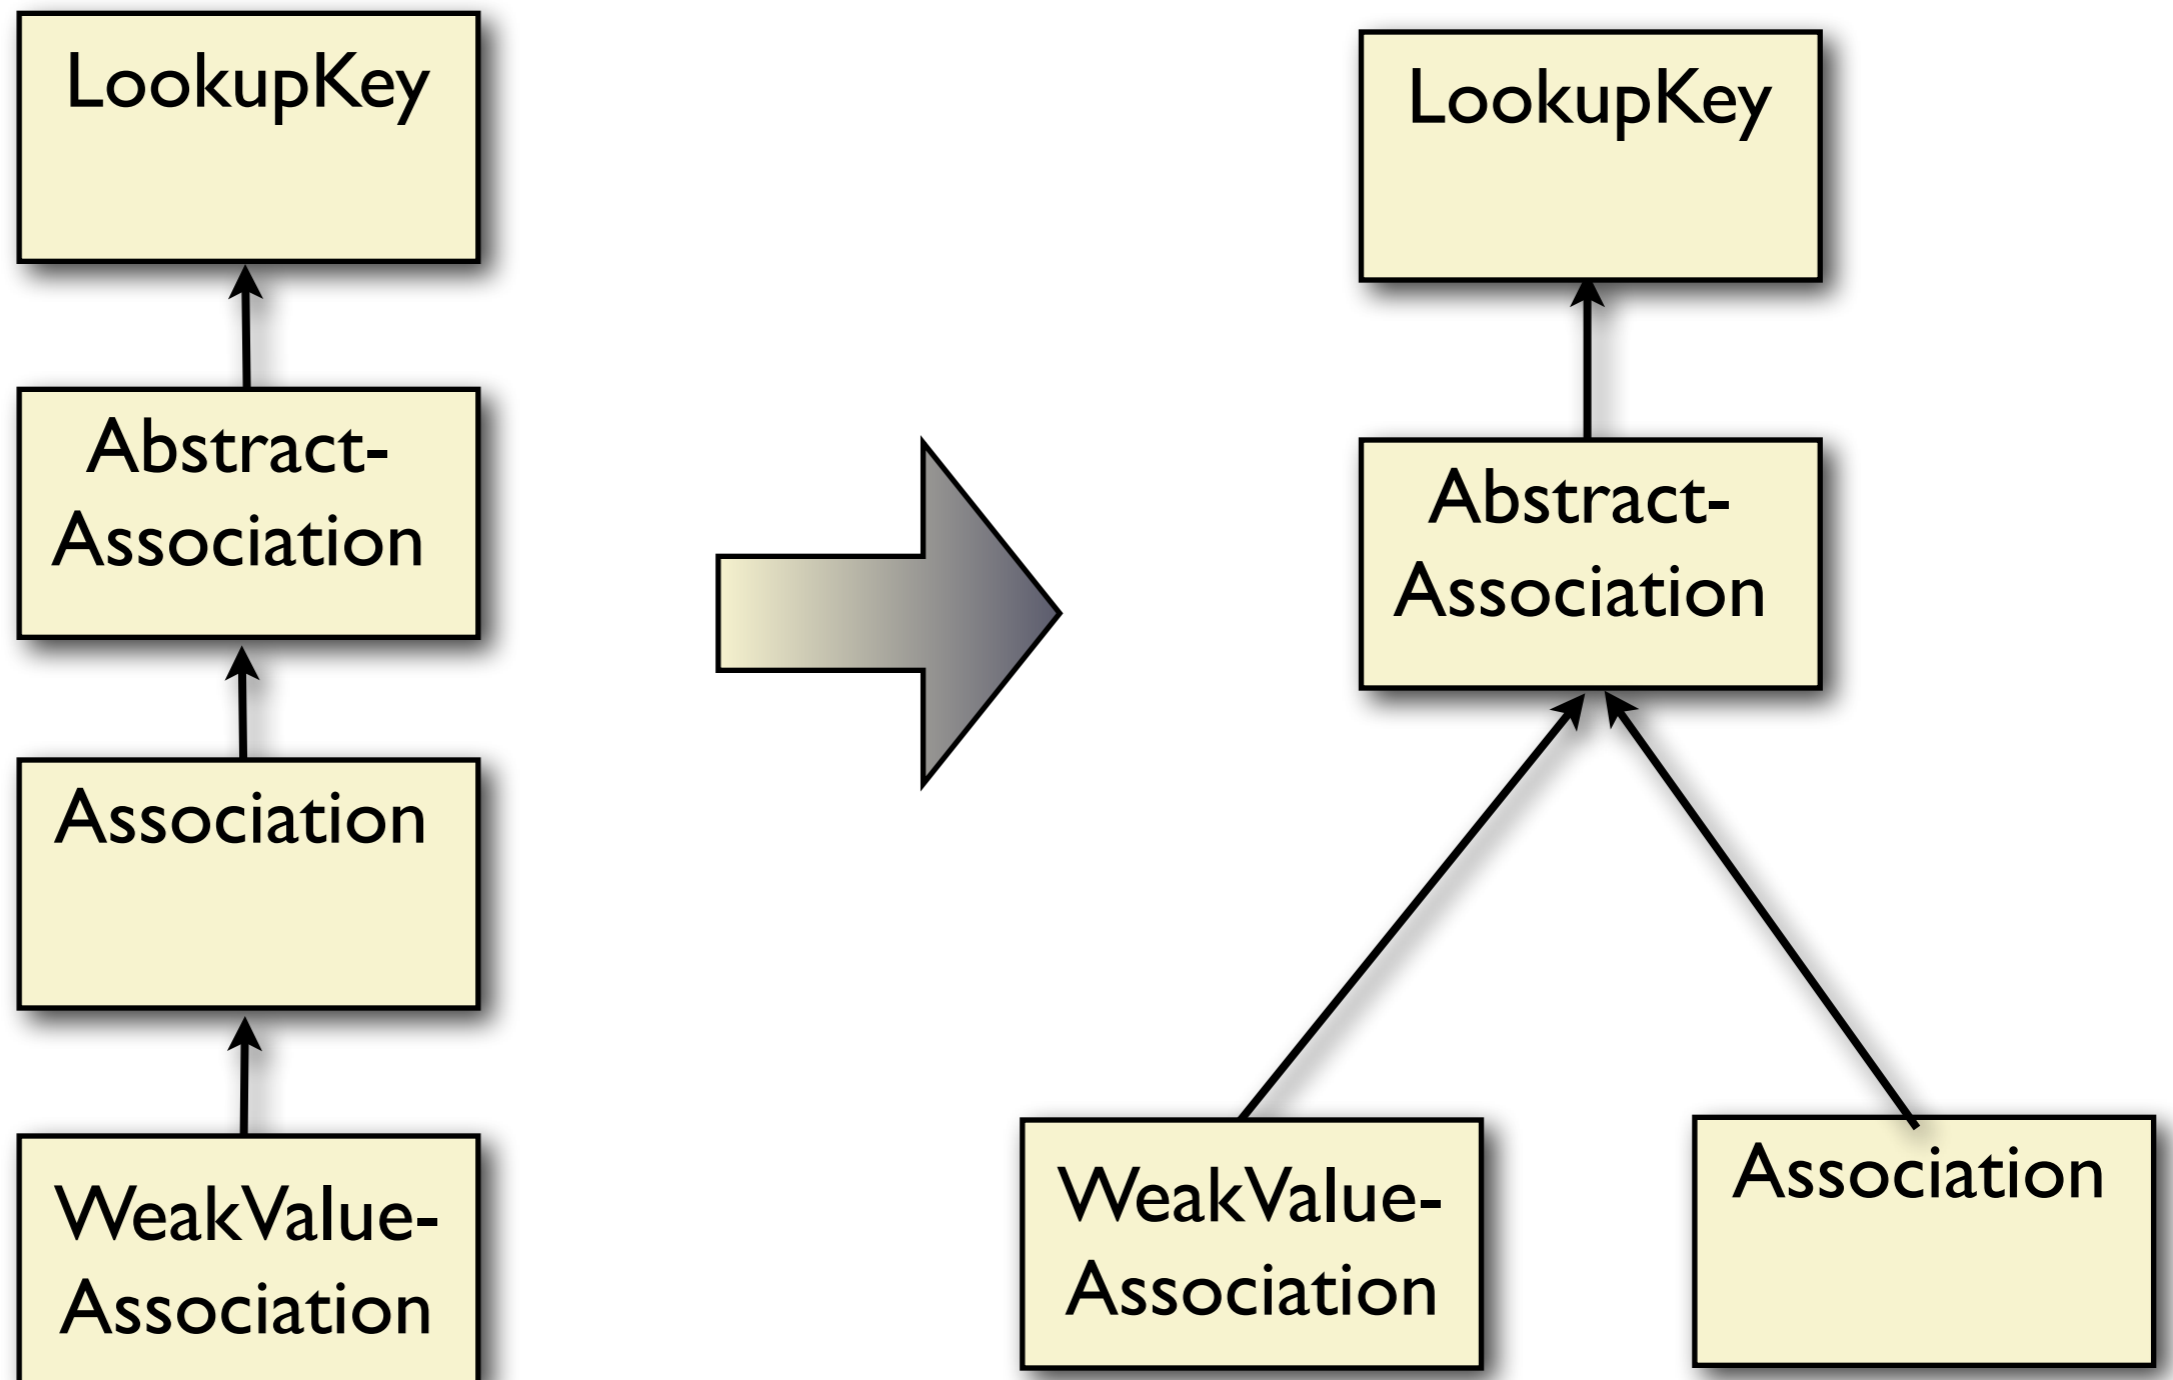 LookupKey
Abstract-
Association
Association
WeakValue-
Association
LookupKey
Abstract-
Association
WeakValue-
Association
Association